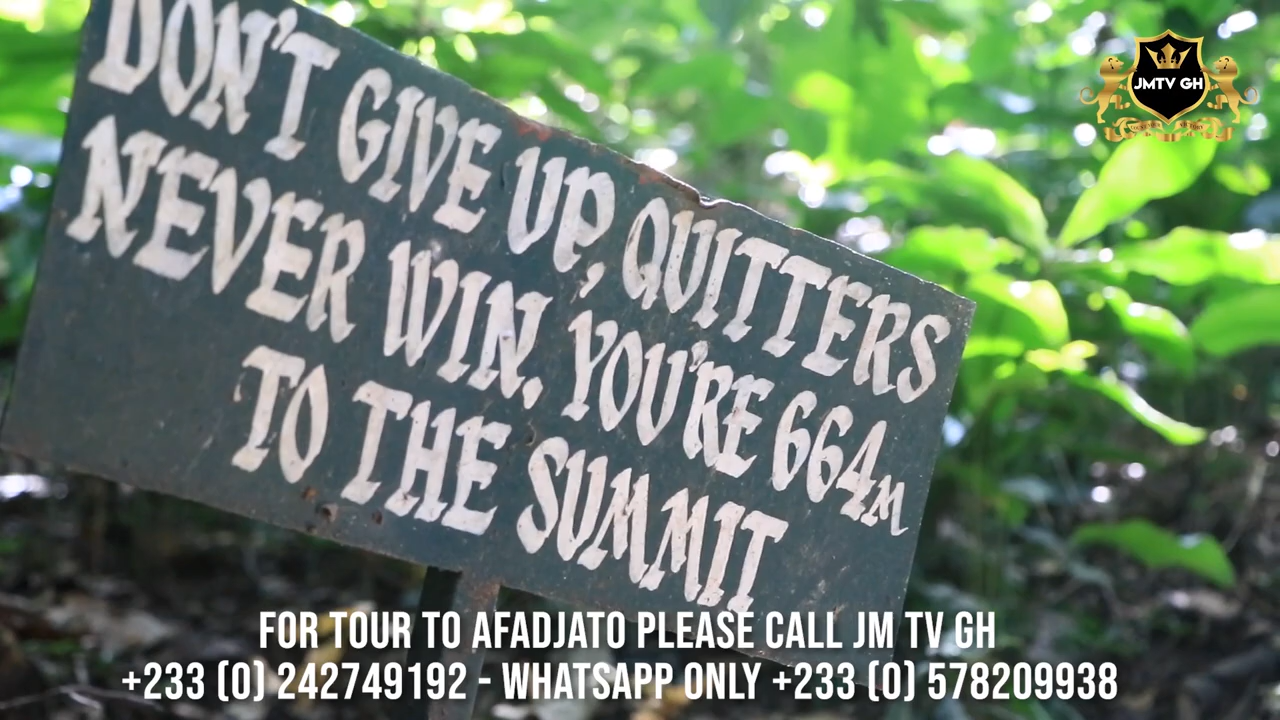 JMTV GH
DON'T GIVE UP, QUITTERS
NEVER WIN. YOU'RE 664M
TO THE SUMMIT
FOR TOUR TO AFADJATO PLEASE CALL JM TV GH
+233 (0) 242749192 - WHATSAPP ONLY +233 (0) 578209938